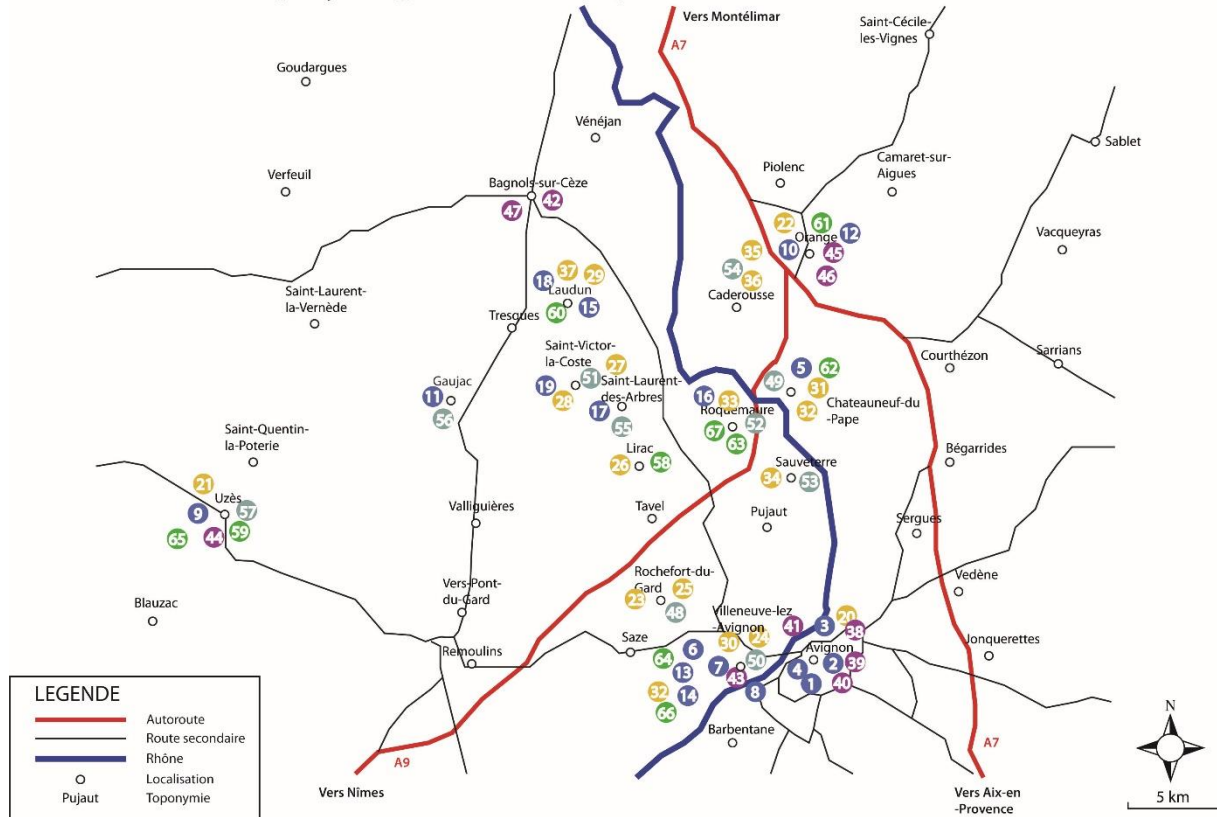 Vers Montélimar
A7
Saint-Cécile-
les-Vignes
Goudargues
Vénéjan
Sablet
Piolenc
Camaret-sur-
Aigues
Verfeuil
Bagnols-sur-Cèze
42
47
22
61
12
Orange
10
45
46
Vacqueyras
35
54
36
Caderousse
37
29
18
Laudun
60
15
Saint-Laurent-
la-Vernède
Tresques
Saint-Victor-
la-Coste
27
51
19
28
Saint-Laurent-
des-Arbres
17
55
Courthézon
Sarrians
5
62
49
31
Chateauneuf-du
-Pape
32
16
33
Roquemaure
52
67
63
Gaujac
11
56
Saint-Quentin-
la-Poterie
Lirac
26
58
Bégarrides
Sauveterre
34
53
21
Uzès
9
57
65
44
59
Valliguières
Tavel
Pujaut
Sergues
Vedène
Rochefort-du-
Gard
25
23
48
Vers-Pont-
du-Gard
Blauzac
Villeneuve-lez
-Avignon
41
3
20
38
24
30
Saze
Remoulins
64
6
50
Avignon
Jonquerettes
13
7
43
4
2
39
1
40
32
14
8
66
Barbentane
LEGENDE
Autoroute
Route secondaire
Rhône
Localisation
Pujaut
Toponymie
A9
A7
Vers Nîmes
Vers Aix-en
-Provence
N
5 km